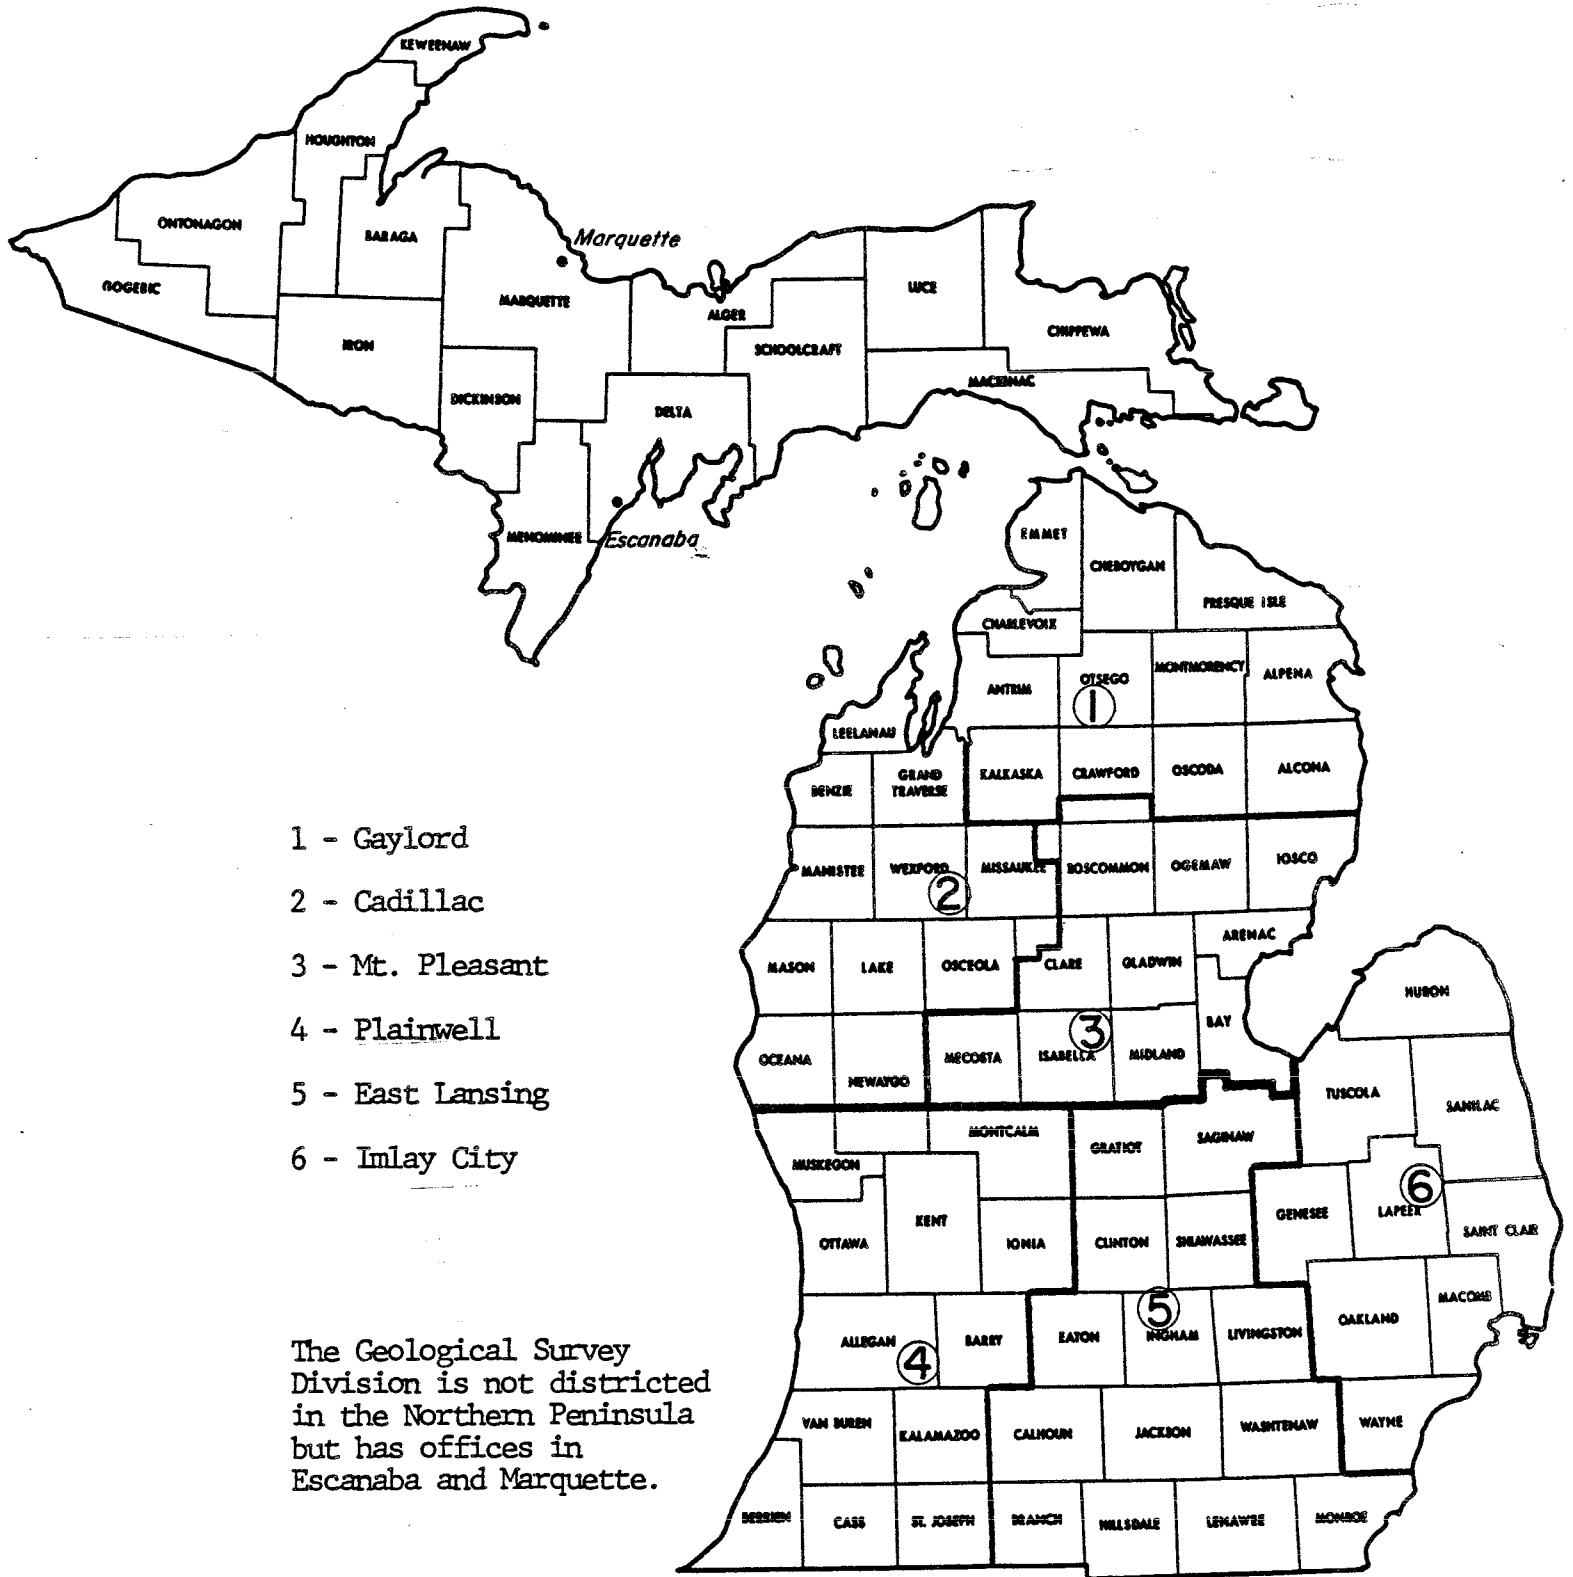 KEWEENAW
HOUGHTON
ONTONAGON
BARAGA
Marquette
GOGEBIC
MARQUETTE
LUCE
ALGER
CHIPPEWA
IRON
SCHOOLCRAFT
MACKINAC
DICKINSON
DELTA
MENOMINEE
Escanaba
EMMET
CHEBOYGAN
PRESQUE ISLE
CHARLEVOIX
ANTRIM
OTSEGO
MONTMORENCY
ALPENA
1
LEELANAU
BENZIE
GRAND
TRAVERSE
KALKASKA
CRAWFORD
OSCODA
ALCONA
MANISTEE
WEXFORD
MISSAUKEE
ROSCOMMON
OGEMAW
IOSCO
2
ARENAC
MASON
LAKE
OSCEOLA
CLARE
GLADWIN
HURON
BAY
3
OCEANA
NEWAYGO
MECOSTA
ISABELLA
MIDLAND
TUSCOLA
SANILAC
MONTCALM
GRATIOT
SAGINAW
MUSKEGON
6
KENT
GENESEE
LAPEER
OTTAWA
IONIA
CLINTON
SHIAWASSEE
SAINT CLAIR
MACOMB
5
ALLEGAN
BARRY
EATON
INGHAM
LIVINGSTON
OAKLAND
4
VAN BUREN
KALAMAZOO
CALHOUN
JACKSON
WASHTENAW
WAYNE
BERRIEN
CASS
ST. JOSEPH
BRANCH
HILLSDALE
LENAWEE
MONROE
1 - Gaylord
2 - Cadillac
3 - Mt. Pleasant
4 - Plainwell
5 - East Lansing
6 - Imlay City
The Geological Survey
Division is not districted
in the Northern Peninsula
but has offices in
Escanaba and Marquette.